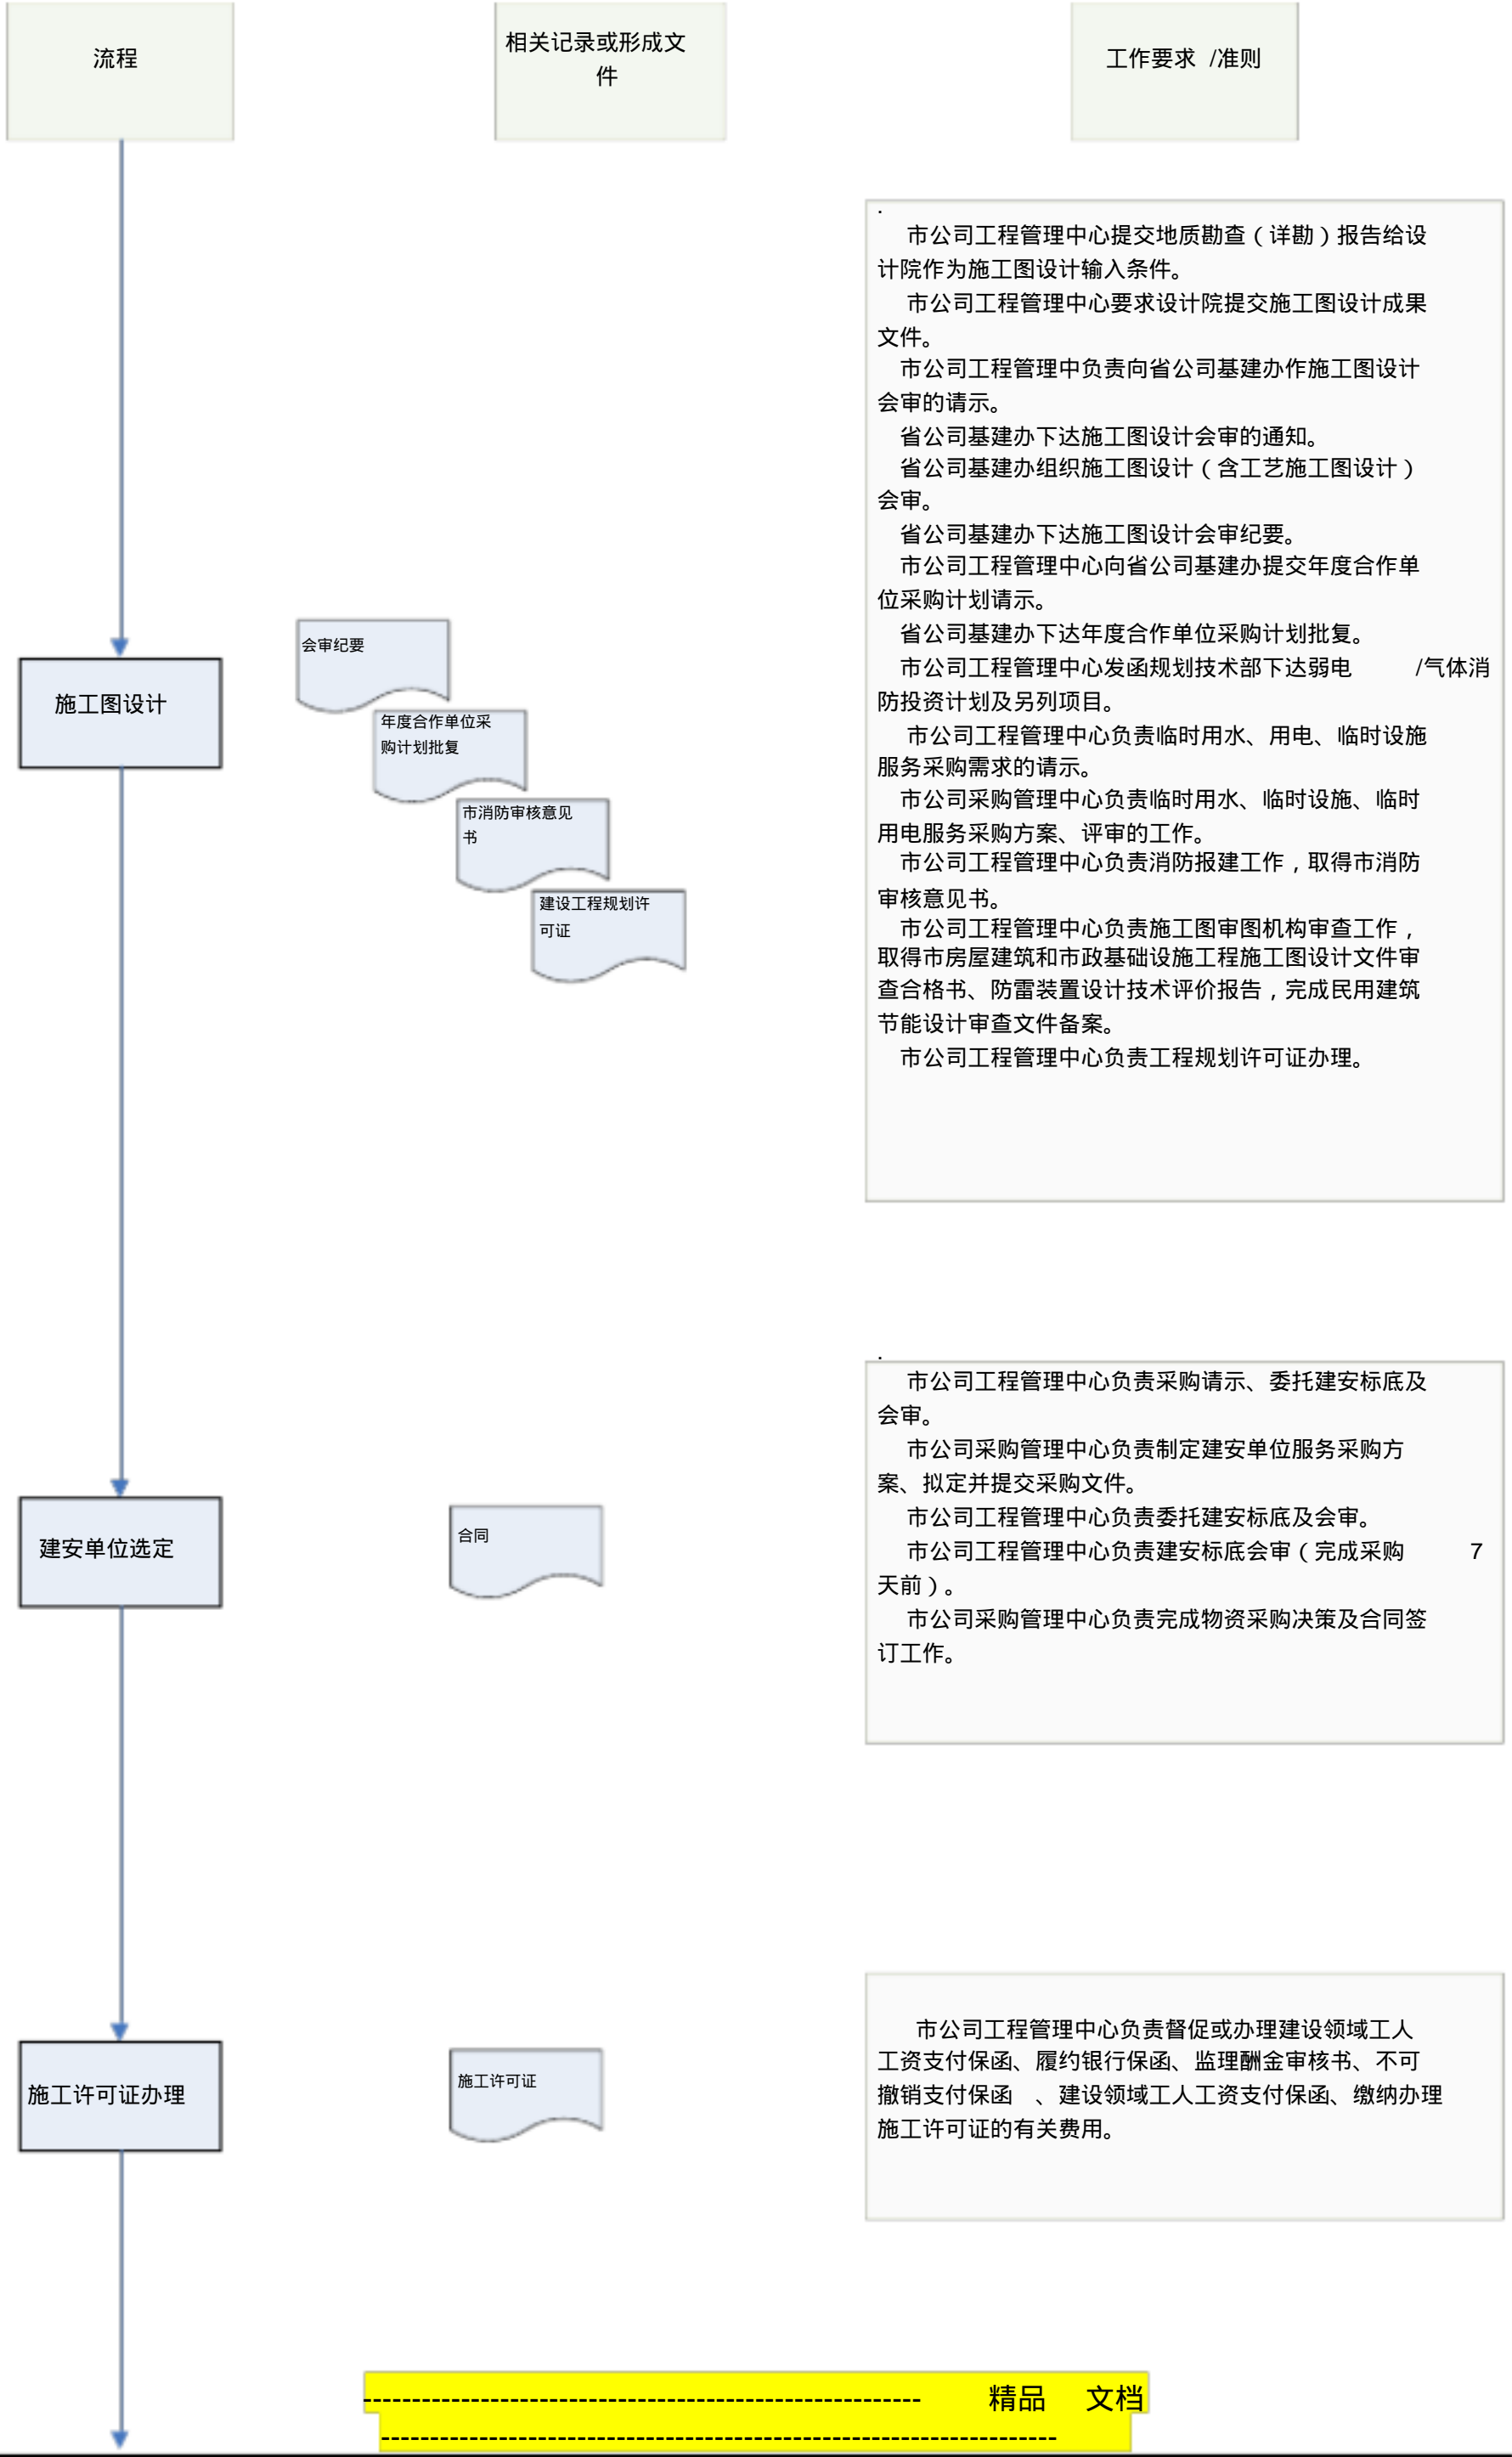 流程
相关记录或形成文
件
工作要求 /准则
.
市公司工程管理中心提交地质勘查（详勘）报告给设
计院作为施工图设计输入条件。
市公司工程管理中心要求设计院提交施工图设计成果
文件。
市公司工程管理中负责向省公司基建办作施工图设计
会审的请示。
省公司基建办下达施工图设计会审的通知。
省公司基建办组织施工图设计（含工艺施工图设计）
会审。
省公司基建办下达施工图设计会审纪要。
市公司工程管理中心向省公司基建办提交年度合作单
位采购计划请示。
省公司基建办下达年度合作单位采购计划批复。
市公司工程管理中心发函规划技术部下达弱电 /气体消
防投资计划及另列项目。
市公司工程管理中心负责临时用水、用电、临时设施
服务采购需求的请示。
市公司采购管理中心负责临时用水、临时设施、临时
用电服务采购方案、评审的工作。
市公司工程管理中心负责消防报建工作，取得市消防
审核意见书。
市公司工程管理中心负责施工图审图机构审查工作，
取得市房屋建筑和市政基础设施工程施工图设计文件审
查合格书、防雷装置设计技术评价报告，完成民用建筑
节能设计审查文件备案。
市公司工程管理中心负责工程规划许可证办理。
施工图设计
会审纪要
年度合作单位采
购计划批复
市消防审核意见
书
建设工程规划许
可证
.
市公司工程管理中心负责采购请示、委托建安标底及
会审。
市公司采购管理中心负责制定建安单位服务采购方
案、拟定并提交采购文件。
市公司工程管理中心负责委托建安标底及会审。
市公司工程管理中心负责建安标底会审（完成采购 7
天前）。
市公司采购管理中心负责完成物资采购决策及合同签
订工作。
建安单位选定
合同
市公司工程管理中心负责督促或办理建设领域工人
工资支付保函、履约银行保函、监理酬金审核书、不可
撤销支付保函 、建设领域工人工资支付保函、缴纳办理
施工许可证的有关费用。
施工许可证办理
施工许可证
--------------------------------------------------------- 精品 文档
---------------------------------------------------------------------